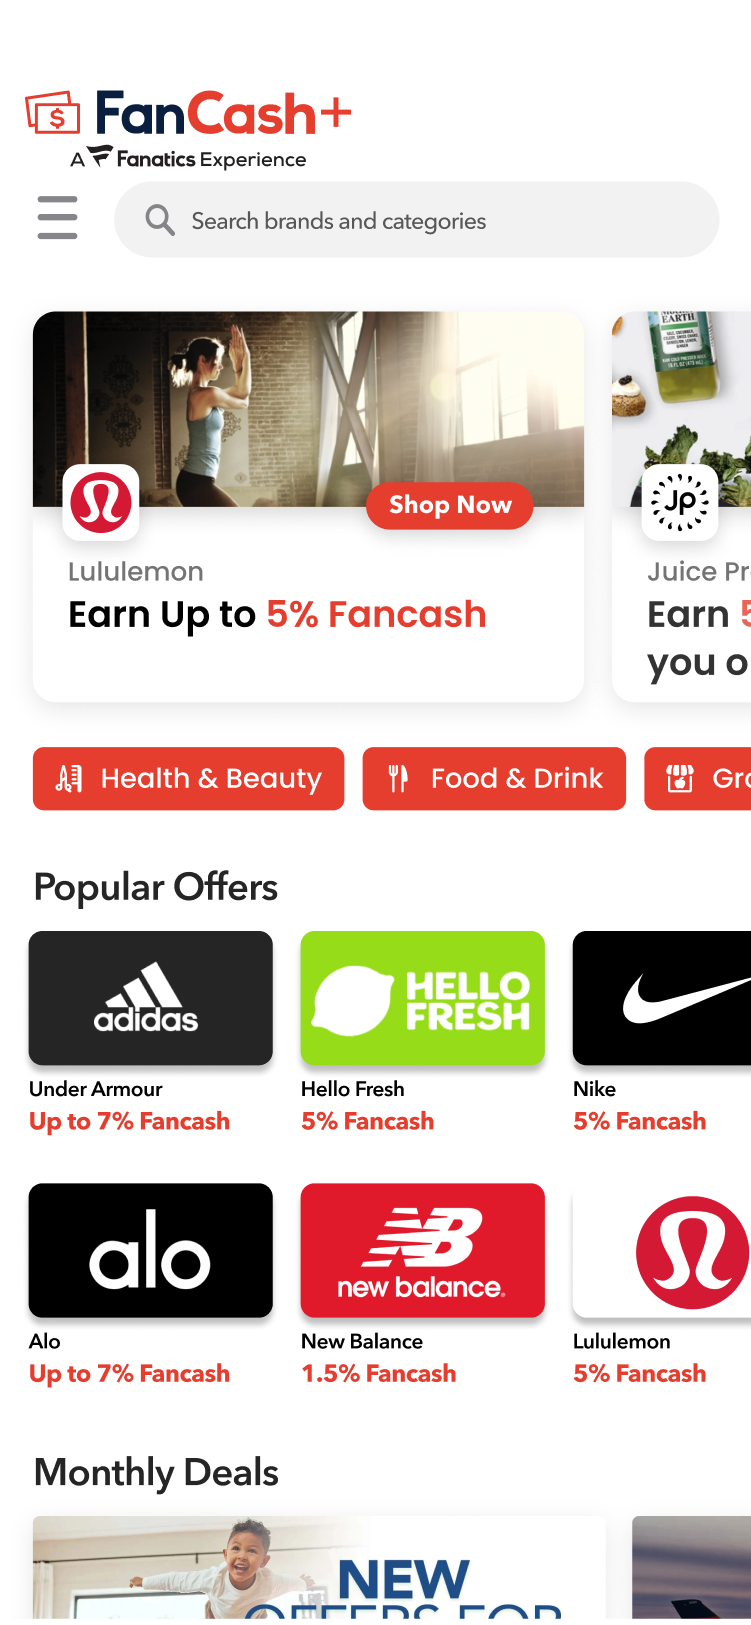 FanCash+
A Fanatics Experience
Search brands and categories
EARTH
Jp
Shop Now
Lululemon
Earn Up to 5% Fancash
Juice Pr
Earn 5
you o
Health & Beauty
Food & Drink
Gro
Popular Offers
adidas
HELLO
FRESH
Under Armour
Up to 7% Fancash
Hello Fresh
5% Fancash
Nike
5% Fancash
alo
NB
new balance
Alo
Up to 7% Fancash
New Balance
1.5% Fancash
Lululemon
5% Fancash
Monthly Deals
NEW
OFFERS FOR